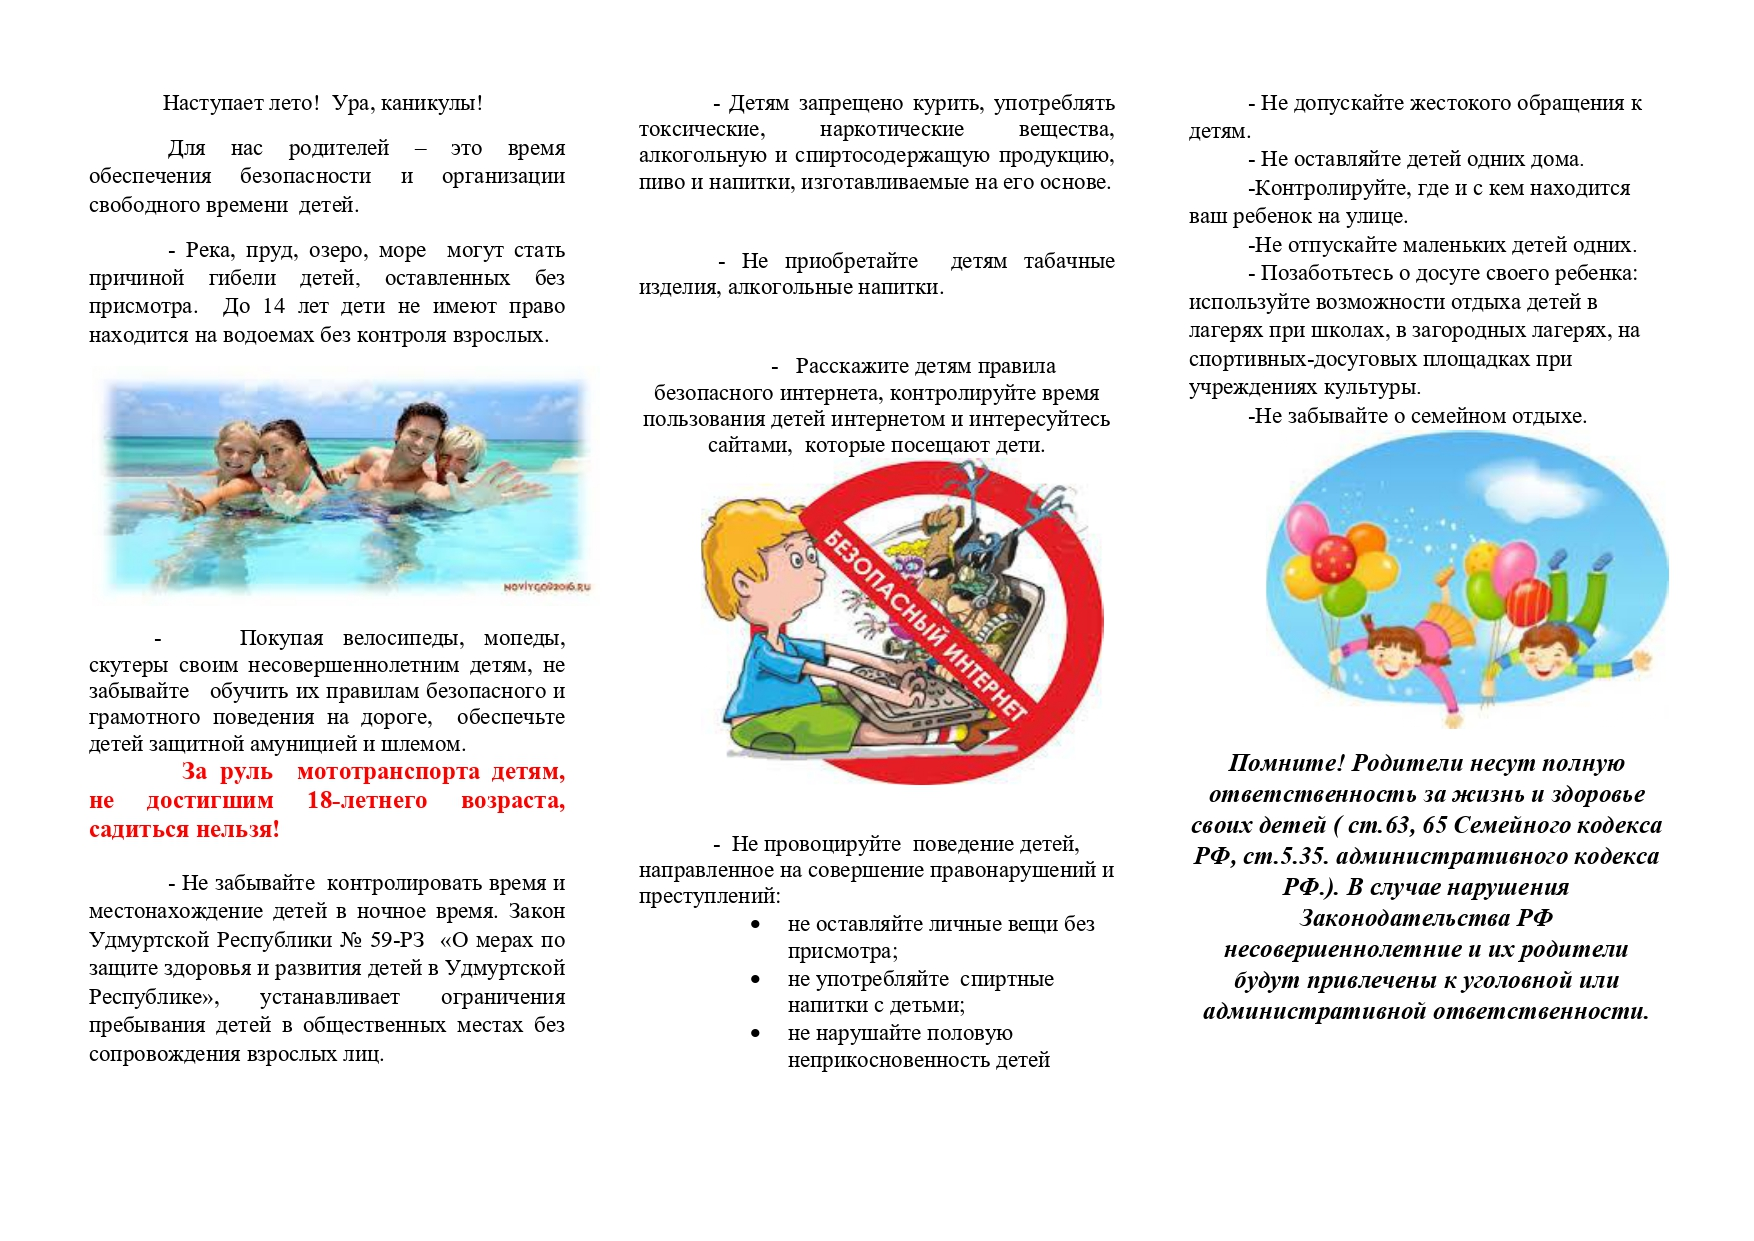 Наступает лето!  Ура, каникулы!
Для нас родителей – это время
обеспечения безопасности и организации
свободного времени  детей.
- Река, пруд, озеро, море  могут стать
причиной гибели детей, оставленных без
присмотра.  До 14 лет дети не имеют право
находится на водоемах без контроля взрослых.
NOVIYGOD2016.RU
- Покупая велосипеды, мопеды,
скутеры своим несовершеннолетним детям, не
забывайте  обучить их правилам безопасного и
грамотного поведения на дороге,  обеспечьте
детей защитной амуницией и шлемом.
За руль  мототранспорта детям,
не достигшим 18-летнего возраста,
садиться нельзя!
- Не забывайте  контролировать время и
местонахождение детей в ночное время. Закон
Удмуртской Республики № 59-РЗ  «О мерах по
защите здоровья и развития детей в Удмуртской
Республике», устанавливает ограничения
пребывания детей в общественных местах без
сопровождения взрослых лиц.
- Детям запрещено курить, употреблять
токсические, наркотические вещества,
алкогольную и спиртосодержащую продукцию,
пиво и напитки, изготавливаемые на его основе.
- Не приобретайте  детям табачные
изделия, алкогольные напитки.
- Расскажите детям правила
безопасного интернета, контролируйте время
пользования детей интернетом и интересуйтесь
сайтами,  которые посещают дети.
БЕЗОПАСНЫЙ ИНТЕРНЕТ
-  Не провоцируйте  поведение детей,
направленное на совершение правонарушений и
преступлений:
• не оставляйте личные вещи без
присмотра;
• не употребляйте  спиртные
напитки с детьми;
• не нарушайте половую
неприкосновенность детей
- Не допускайте жестокого обращения к
детям.
- Не оставляйте детей одних дома.
-Контролируйте, где и с кем находится
ваш ребенок на улице.
-Не отпускайте маленьких детей одних.
- Позаботьтесь о досуге своего ребенка:
используйте возможности отдыха детей в
лагерях при школах, в загородных лагерях, на
спортивных-досуговых площадках при
учреждениях культуры.
-Не забывайте о семейном отдыхе.
Помните! Родители несут полную
ответственность за жизнь и здоровье
своих детей ( ст.63, 65 Семейного кодекса
РФ, ст.5.35. административного кодекса
РФ.). В случае нарушения
Законодательства РФ
несовершеннолетние и их родители
будут привлечены к уголовной или
административной ответственности.